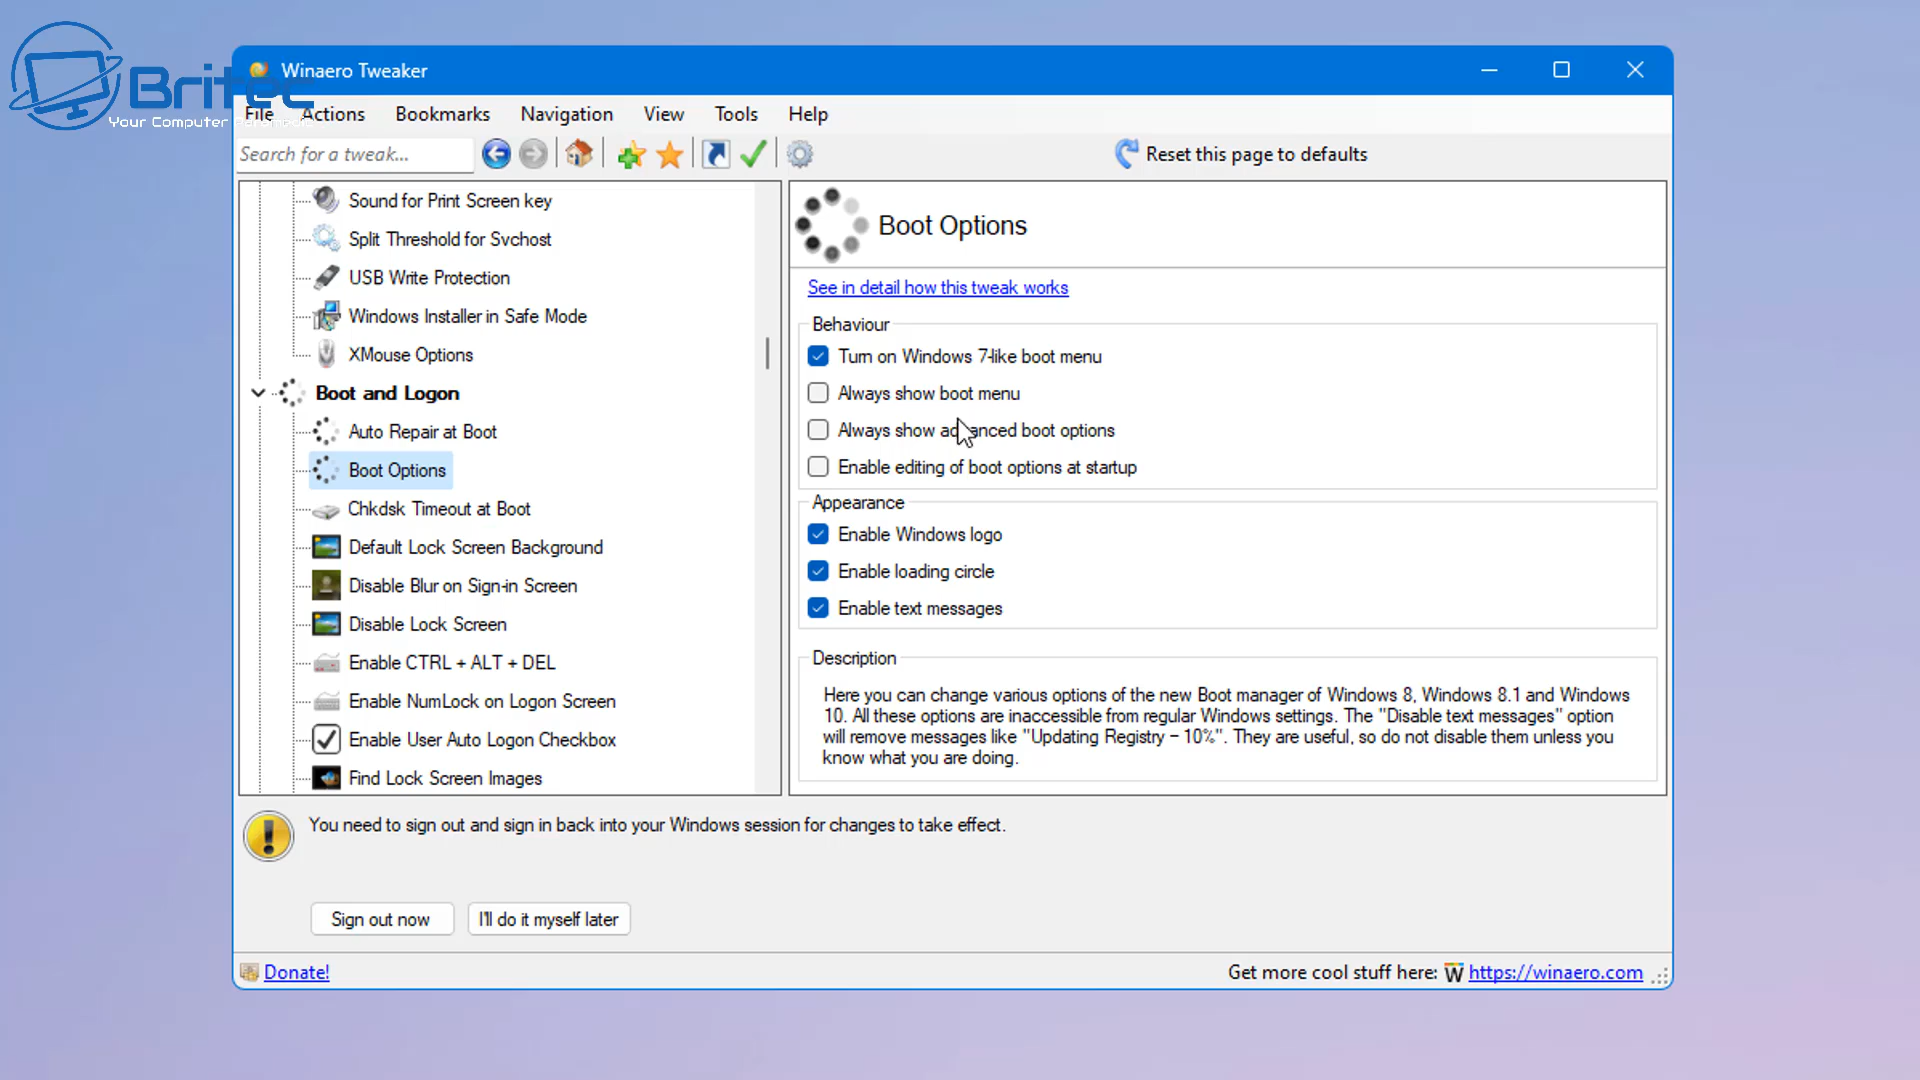 Britec
Your Computer
Winaero Tweaker
File Actions Bookmarks Navigation View Tools Help
Search for a tweak...
Reset this page to defaults
Sound for Print Screen key
Split Threshold for Svchost
USB Write Protection
Windows Installer in Safe Mode
XMouse Options
Boot and Logon
Auto Repair at Boot
Boot Options
Chkdsk Timeout at Boot
Default Lock Screen Background
Disable Blur on Sign-in Screen
Disable Lock Screen
Enable CTRL + ALT + DEL
Enable NumLock on Logon Screen
Enable User Auto Logon Checkbox
Find Lock Screen Images
Boot Options
See in detail how this tweak works
Behaviour
Turn on Windows 7-like boot menu
Always show boot menu
Always show advanced boot options
Enable editing of boot options at startup
Appearance
Enable Windows logo
Enable loading circle
Enable text messages
Description
Here you can change various options of the new Boot manager of Windows 8, Windows 8.1 and Windows
10. All these options are inaccessible from regular Windows settings. The "Disable text messages" option
will remove messages like "Updating Registry – 10%". They are useful, so do not disable them unless you
know what you are doing.
You need to sign out and sign in back into your Windows session for changes to take effect.
Sign out now
I'll do it myself later
Donate!
Get more cool stuff here: W https://winaero.com